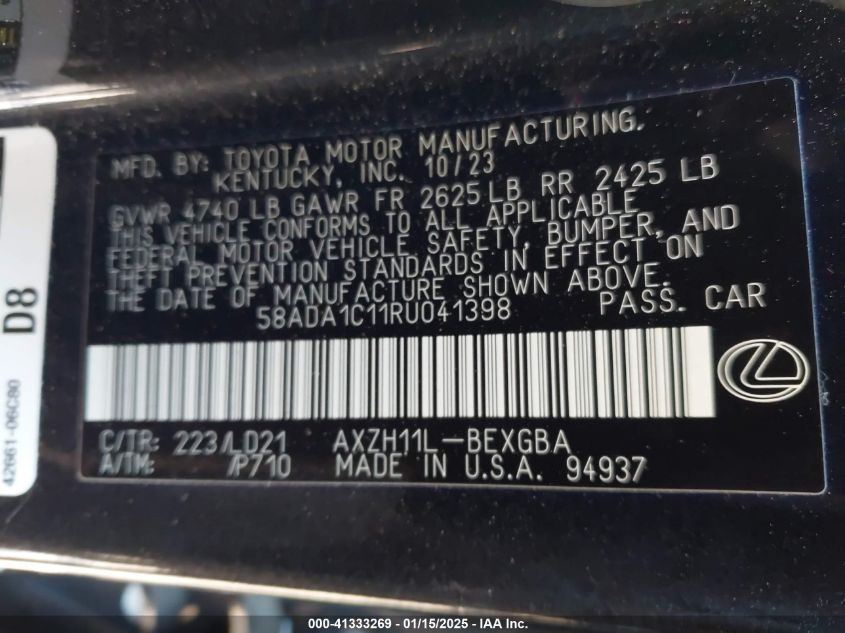 MFD. BY: TOYOTA MOTOR MANUFACTURING,
KENTUCKY, INC. 10/23
GVWR 4740 LB GAWR FR 2625 LB RR 2425 LB
THIS VEHICLE CONFORMS TO ALL APPLICABLE
FEDERAL MOTOR VEHICLE SAFETY, BUMPER, AND
THEFT PREVENTION STANDARDS IN EFFECT ON
THE DATE OF MANUFACTURE SHOWN ABOVE.
58ADA1C11RU041398 PASS. CAR
C/TR: 223/LD21 AXZH11L-BEXGBA
A/TM: /P710 MADE IN U.S.A. 94937
D8
42661-06C80
000-41333269 - 01/15/2025 - IAA Inc.